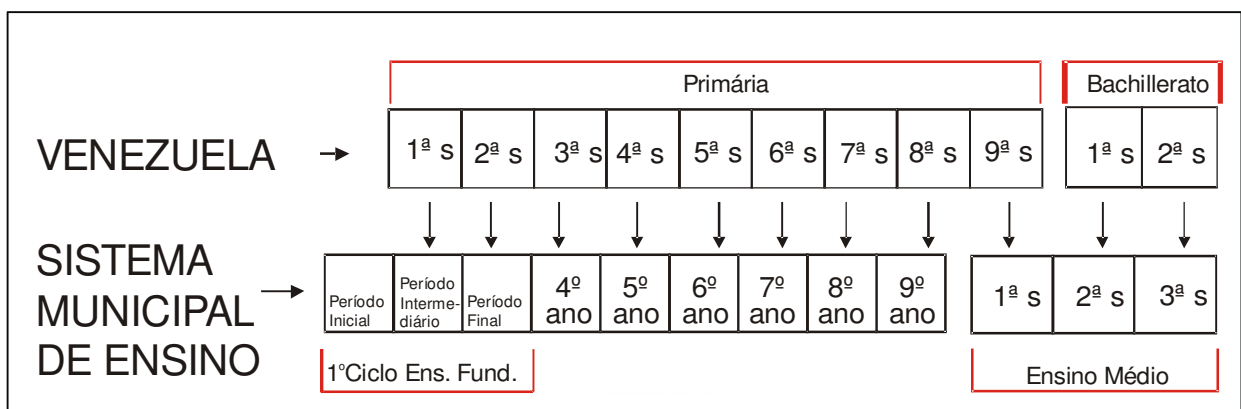 Primária
Bachillerato
VENEZUELA
1ª s 2ª s 3ª s 4ª s 5ª s 6ª s 7ª s 8ª s 9ª s 1ª s 2ª s
SISTEMA
MUNICIPAL
DE ENSINO
Período
Inicial
Período
Interme-
diário
Período
Final
4º
ano
5º
ano
6º
ano
7º
ano
8º
ano
9º
ano
1ª s 2ª s 3ª s
1ºCiclo Ens. Fund.
Ensino Médio